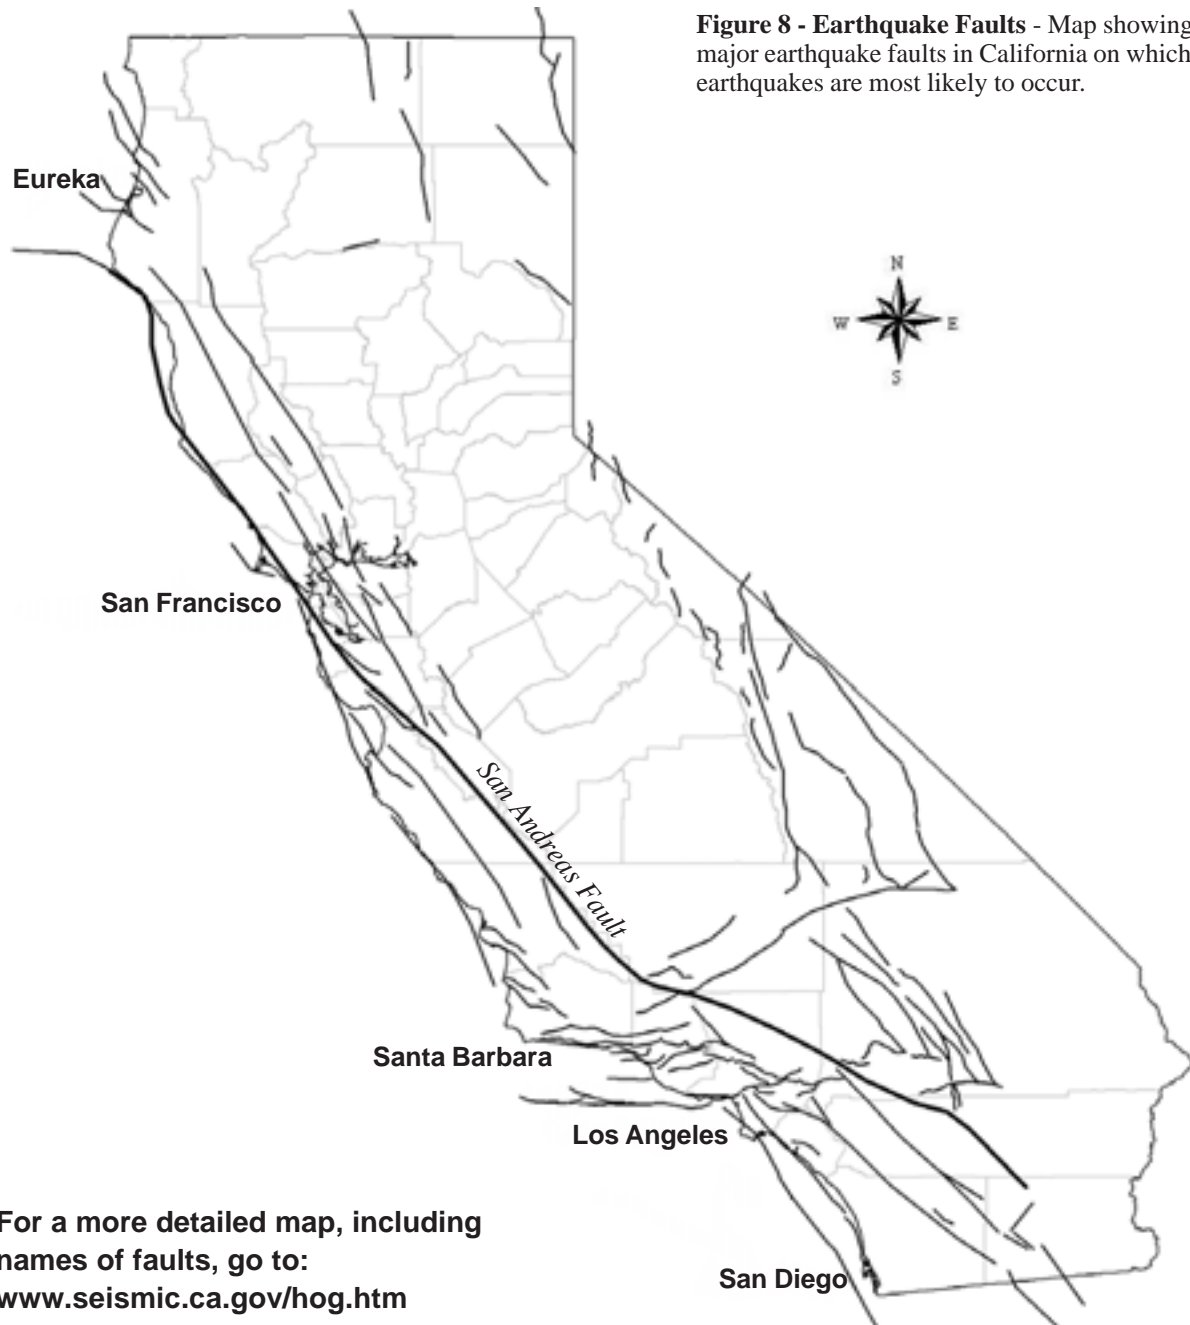 Figure 8 - Earthquake Faults - Map showing
major earthquake faults in California on which
earthquakes are most likely to occur.
Eureka
N
W E
S
San Francisco
San Andreas Fault
Santa Barbara
Los Angeles
San Diego
For a more detailed map, including
names of faults, go to:
www.seismic.ca.gov/hog.htm